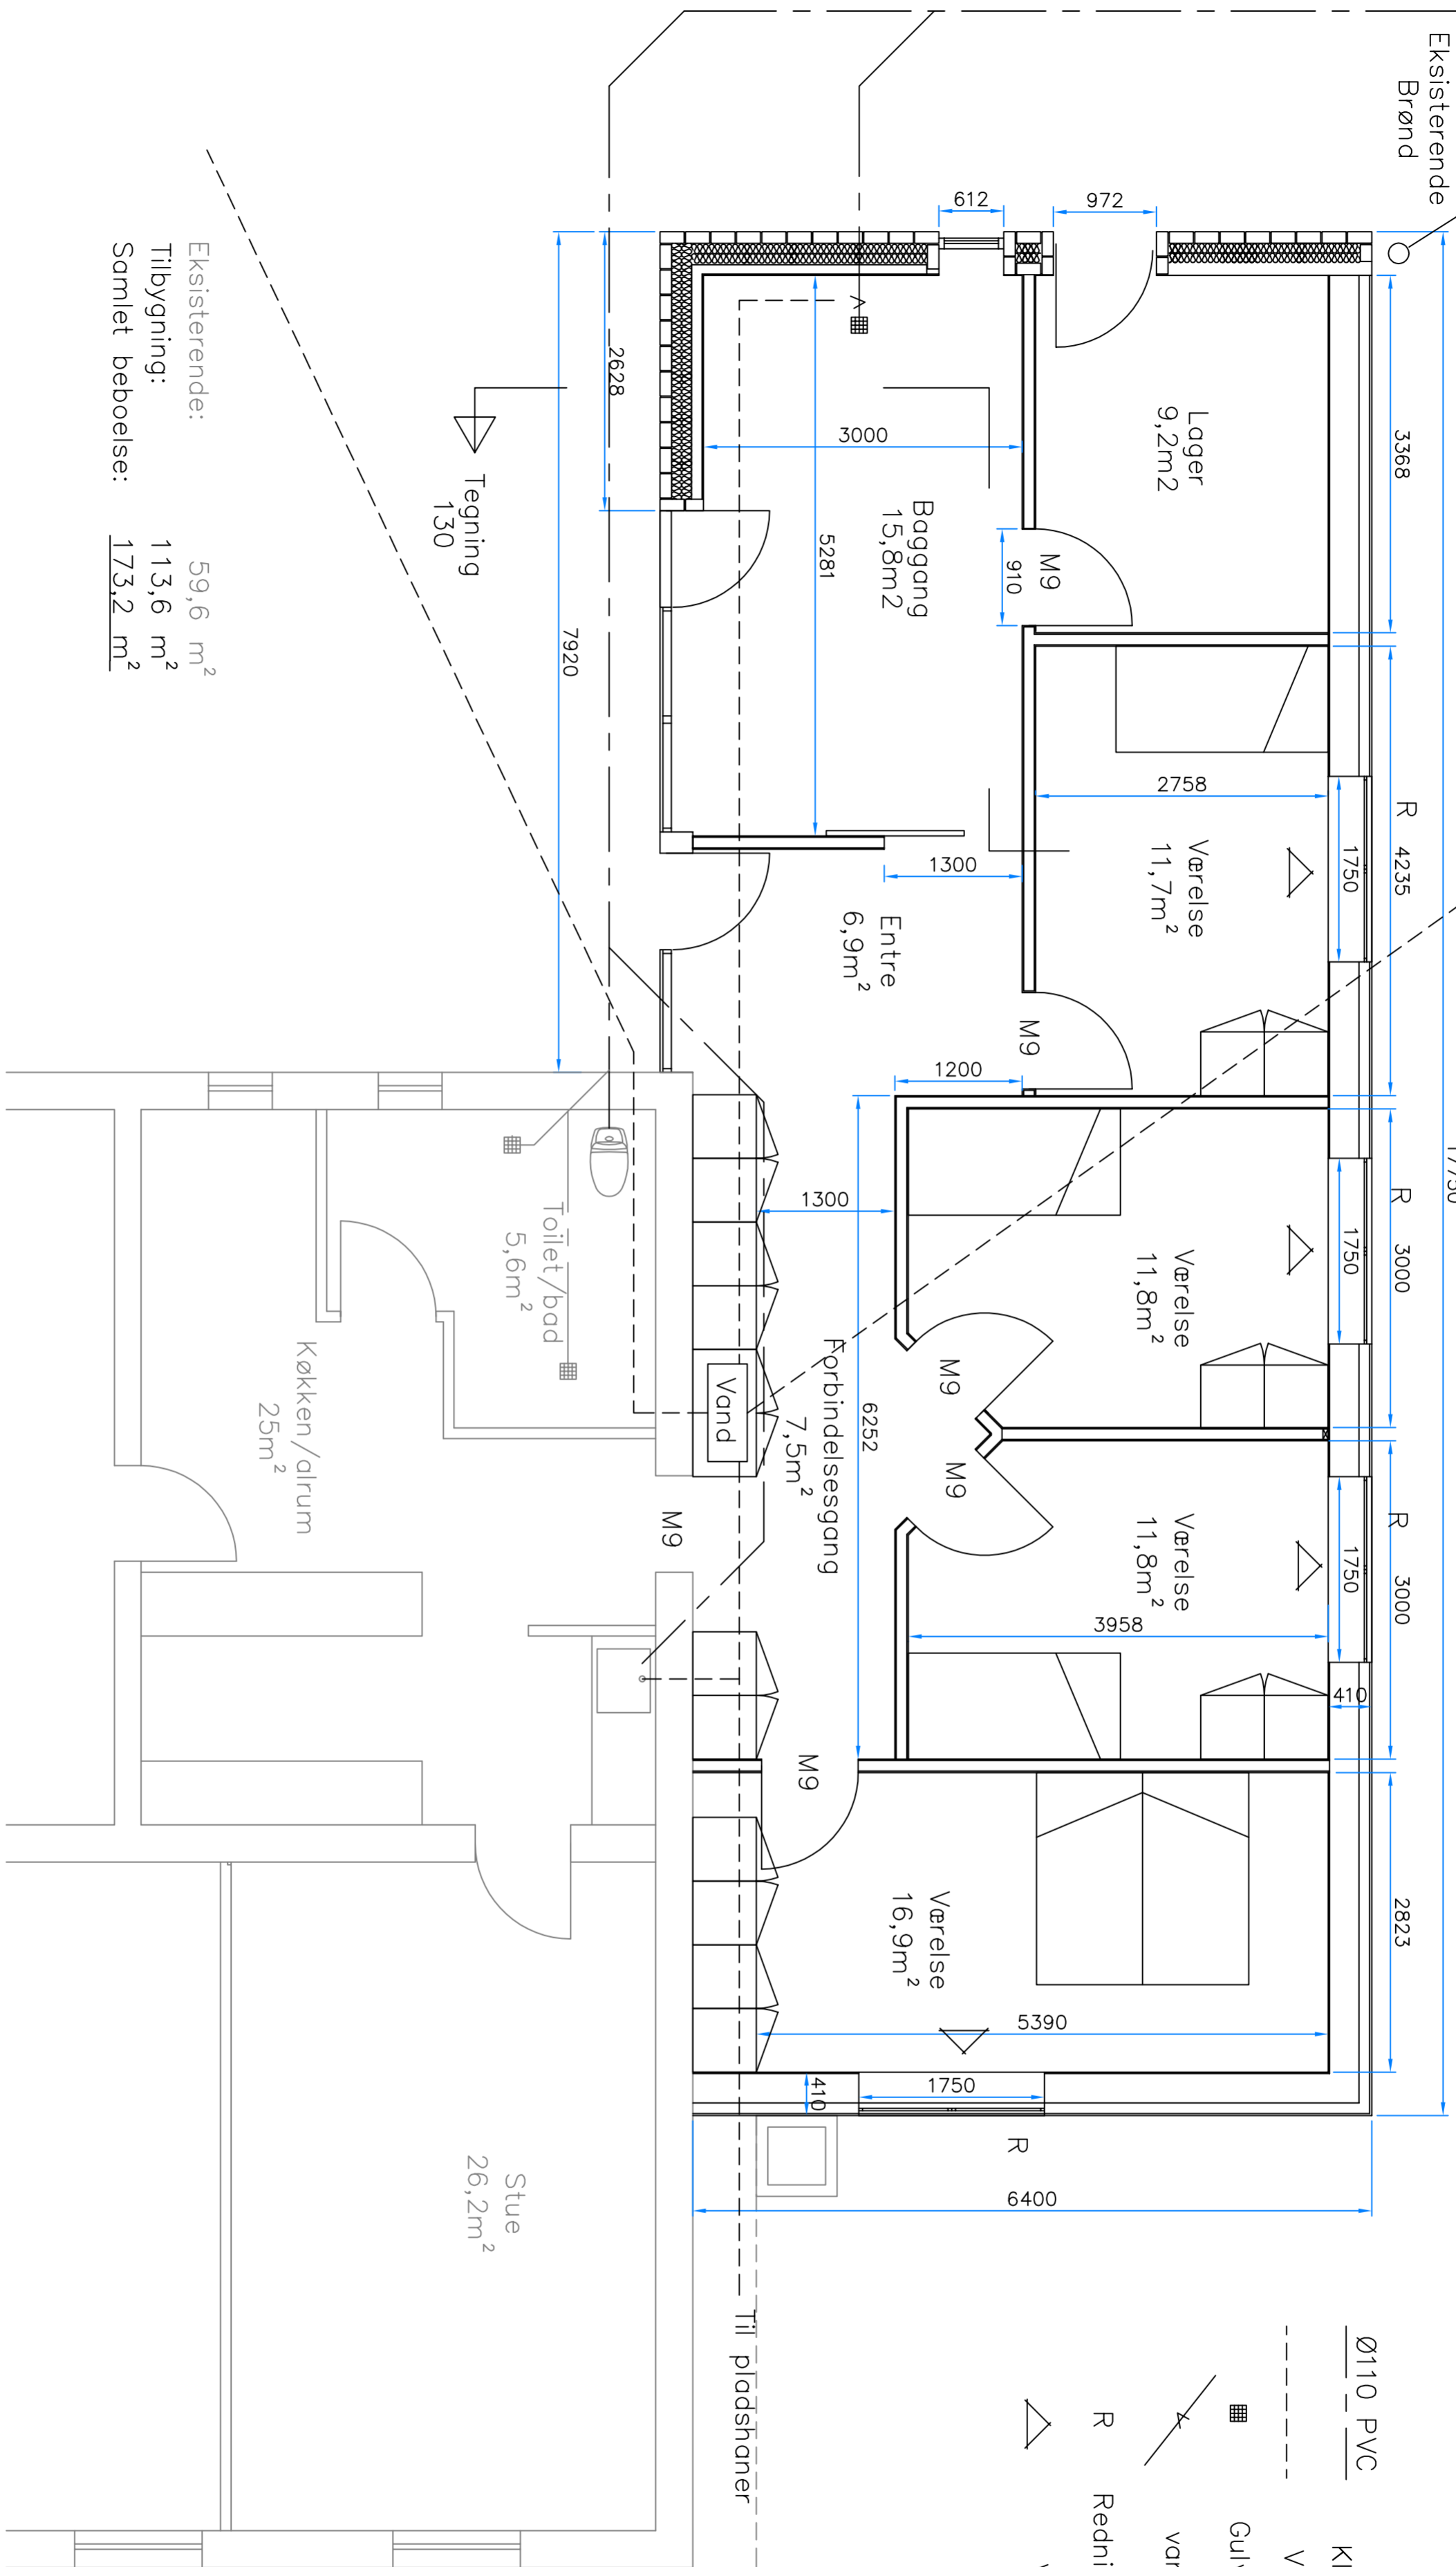 Eksisterende
Brønd
612
972
3368
Lager
9,2m2
3000
Baggang
15,8m2
5281
910
M9
2628
7920
Tegning
130
Eksisterende: 59,6 m²
Tilbygning: 113,6 m²
Samlet beboelse: 173,2 m²
R
4235
1750
2758
Værelse
11,7m²
1300
Entre
6,9m²
M9
1200
R
3000
1750
Værelse
11,8m²
1300
M9
Forbindelsesgang
7,5m²
6252
Vand
Toilet/bad
5,6m²
Køkken/alrum
25m²
M9
M9
R
3000
1750
Værelse
11,8m²
3958
410
M9
2823
Værelse
16,9m²
5390
1750
410
R
6400
Stue
26,2m²
Til pladshaner
Ø110 PVC
R